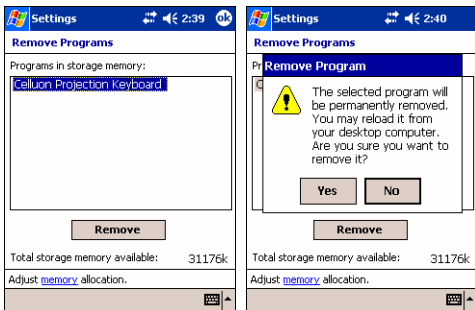 Settings 2:39 ok
Remove Programs
Programs in storage memory:
Celluon Projection Keyboard
Remove
Total storage memory available: 31176k
Adjust memory allocation.
Settings 2:40
Remove Programs
Pr
Remove Program
C
The selected program will
be permanently removed.
You may reload it from
your desktop computer.
Are you sure you want to
remove it?
Yes No
Remove
Total storage memory available: 31176k
Adjust memory allocation.